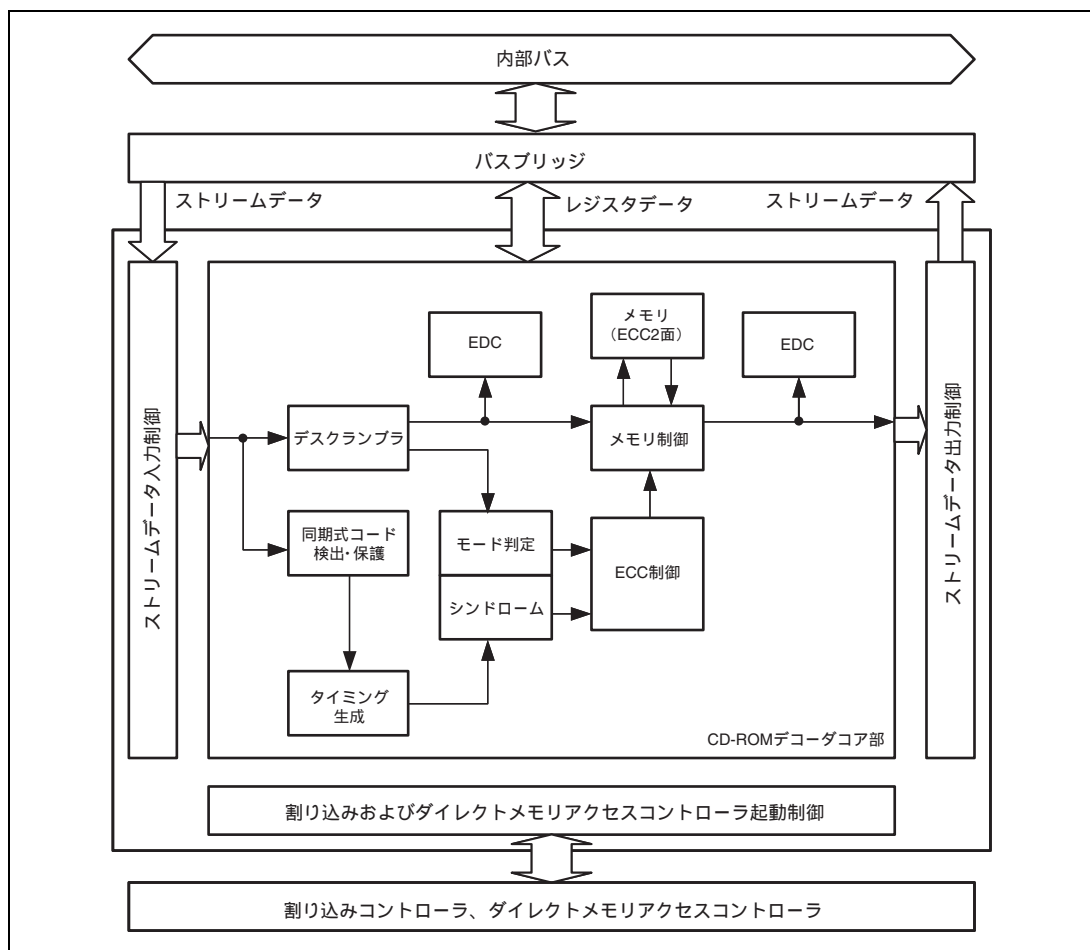 内部バス
バスブリッジ
ストリームデータ
レジスタデータ
ストリームデータ
ストリームデータ入力制御
EDC
メモリ
（ECC2面）
EDC
デスクランブラ
メモリ制御
同期式コード
検出・保護
モード判定
シンドローム
ECC制御
タイミング
生成
CD-ROMデコーダコア部
ストリームデータ出力制御
割り込みおよびダイレクトメモリアクセスコントローラ起動制御
割り込みコントローラ、ダイレクトメモリアクセスコントローラ